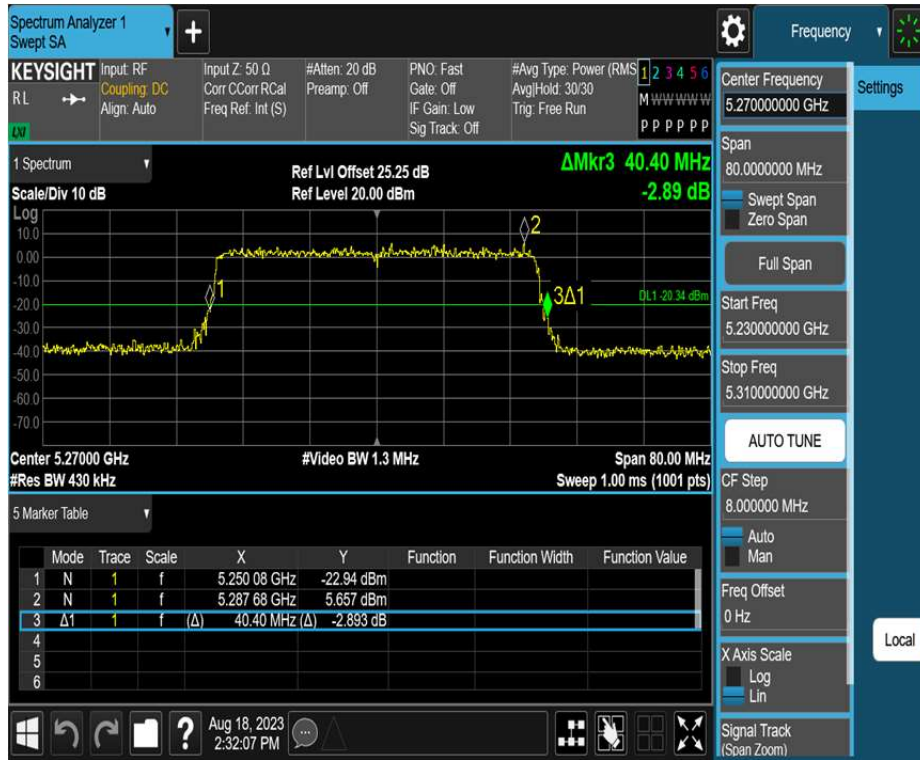 Spectrum Analyzer 1
Swept SA
Frequency
KEYSIGHT
RL
LXI
Input: RF
Coupling: DC
Align: Auto
Input Z: 50 Ω
Corr CCorr RCal
Freq Ref: Int (S)
#Atten: 20 dB
Preamp: Off
PNO: Fast
Gate: Off
IF Gain: Low
Sig Track: Off
#Avg Type: Power (RMS
Avg|Hold: 30/30
Trig: Free Run
1 2 3 4 5 6
M W W W W W
P P P P P P
1 Spectrum
Scale/Div 10 dB
Ref Lvl Offset 25.25 dB
Ref Level 20.00 dBm
ΔMkr3 40.40 MHz
-2.89 dB
Log
10.0
0.00
-10.0
-20.0
-30.0
-40.0
-50.0
-60.0
-70.0
2
1
3Δ1
DL1 -20.34 dBm
Center 5.27000 GHz
#Res BW 430 kHz
#Video BW 1.3 MHz
Span 80.00 MHz
Sweep 1.00 ms (1001 pts)
5 Marker Table
Mode Trace Scale X Y Function Function Width Function Value
1 N 1 f 5.250 08 GHz -22.94 dBm
2 N 1 f 5.287 68 GHz 5.657 dBm
3 Δ1 1 f (Δ) 40.40 MHz (Δ) -2.893 dB
4
5
6
Aug 18, 2023
2:32:07 PM
Center Frequency
5.27000000 GHz
Settings
Span
80.0000000 MHz
Swept Span
Zero Span
Full Span
Start Freq
5.230000000 GHz
Stop Freq
5.310000000 GHz
AUTO TUNE
CF Step
8.000000 MHz
Auto
Man
Freq Offset
0 Hz
Local
X Axis Scale
Log
Lin
Signal Track
(Span Zoom)